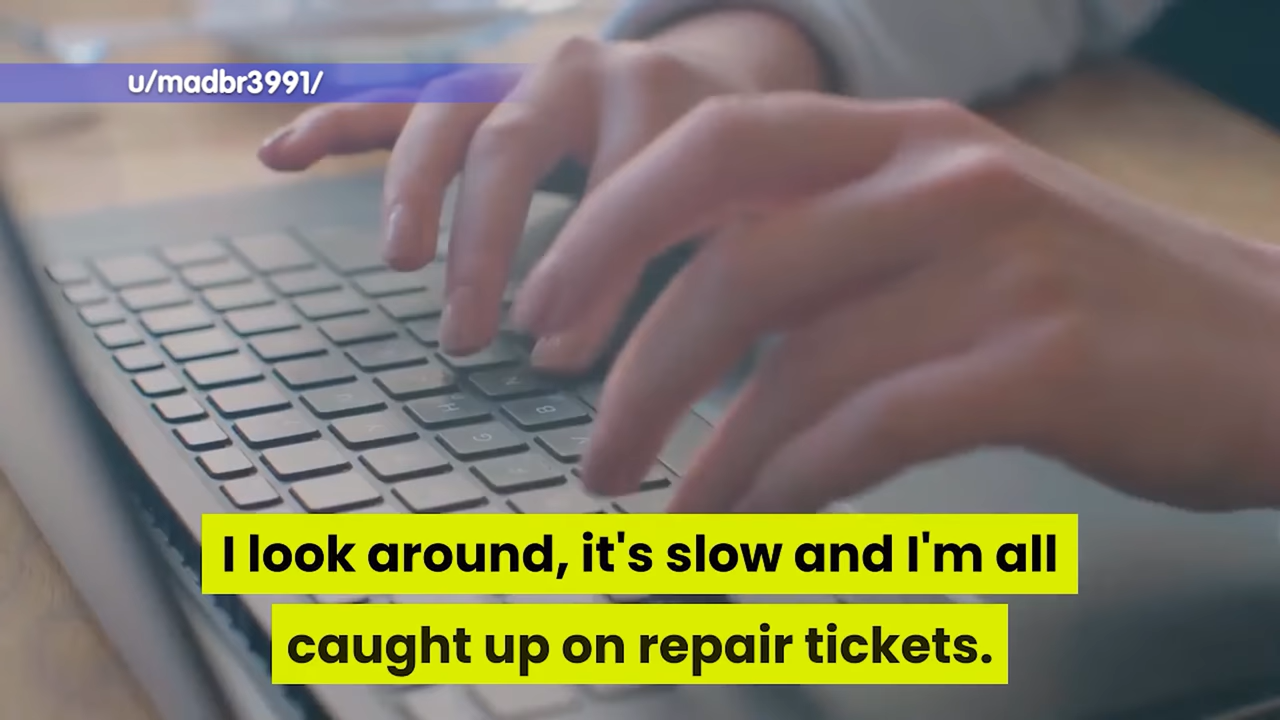 u/madbr3991/
I look around, it's slow and I'm all
caught up on repair tickets.